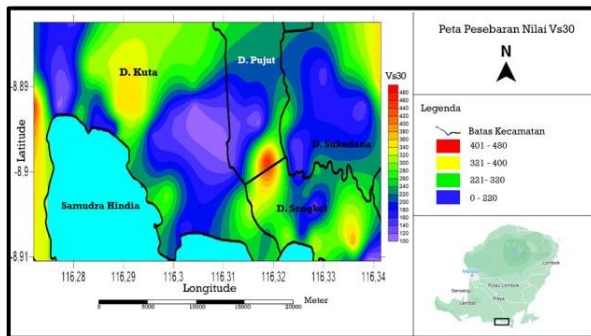 Peta Pesebaran Nilai Vs30
N
Legenda
Batas Kecamatan
401 - 480
321 - 400
221 - 320
0 - 220
D. Kuta
D. Pujut
D. Sukadana
D. Sengkol
Samudra Hindia
Latitude
8.89
8.9
8.91
116,28
116,29
116,3
116,31
116,32
116,33
116,34
Longitude
Meter
0
5000
10000
15000
20000
Vs30
480
460
440
420
400
380
360
340
320
300
280
260
240
220
200
180
160
140
120
100
Lombok
Pulau Lombok
Praya